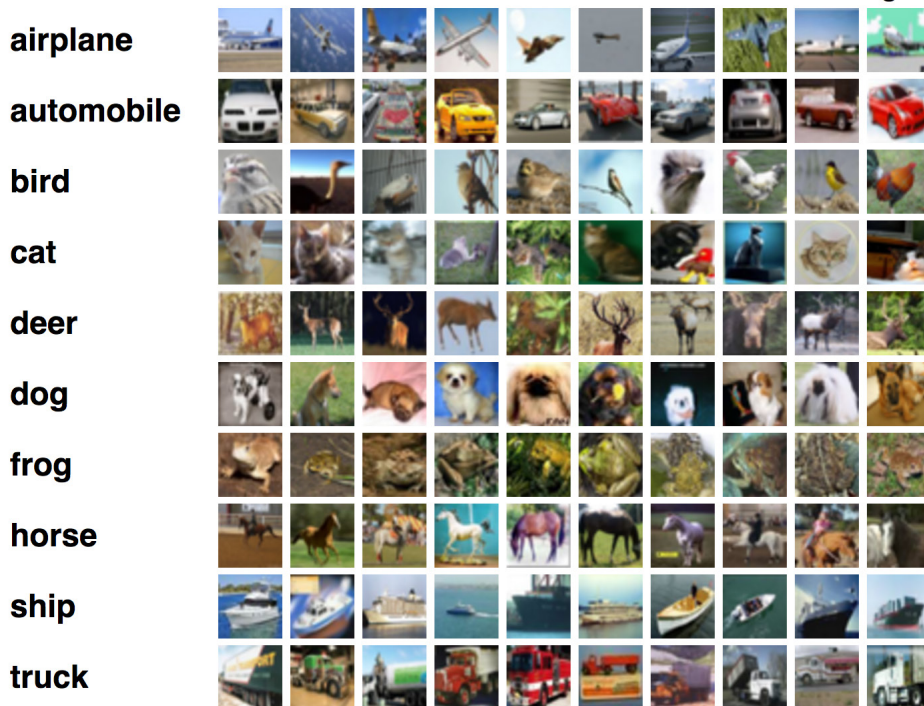 airplane
automobile
bird
cat
deer
dog
frog
horse
ship
truck